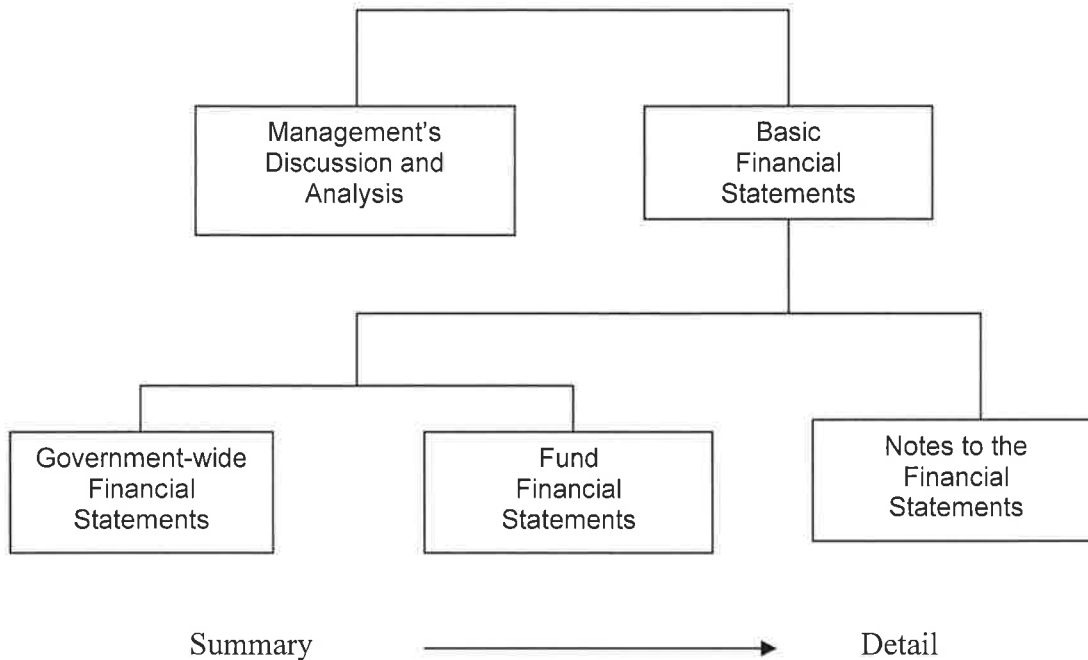 Management's
Discussion and
Analysis
Basic
Financial
Statements
Government-wide
Financial
Statements
Fund
Financial
Statements
Notes to the
Financial
Statements
Summary
Detail